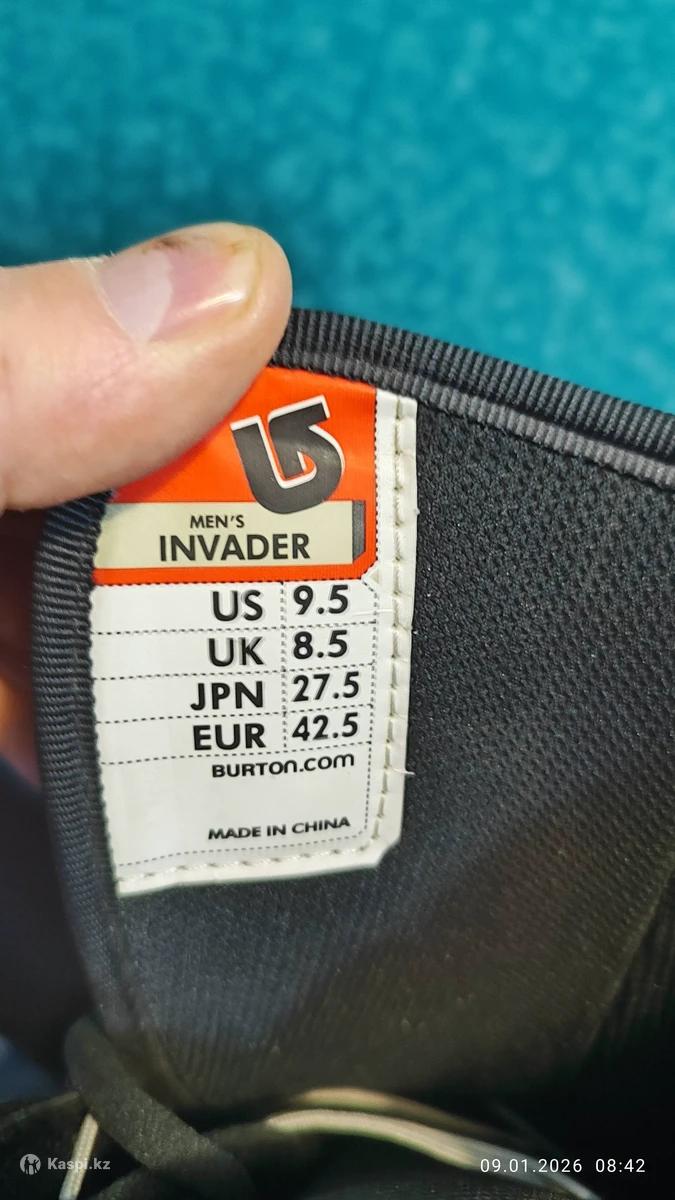 MEN'S
INVADER
US 9.5
UK 8.5
JPN 27.5
EUR 42.5
BURTON.COM
MADE IN CHINA
Kaspi.kz
09.01.2026 08:42